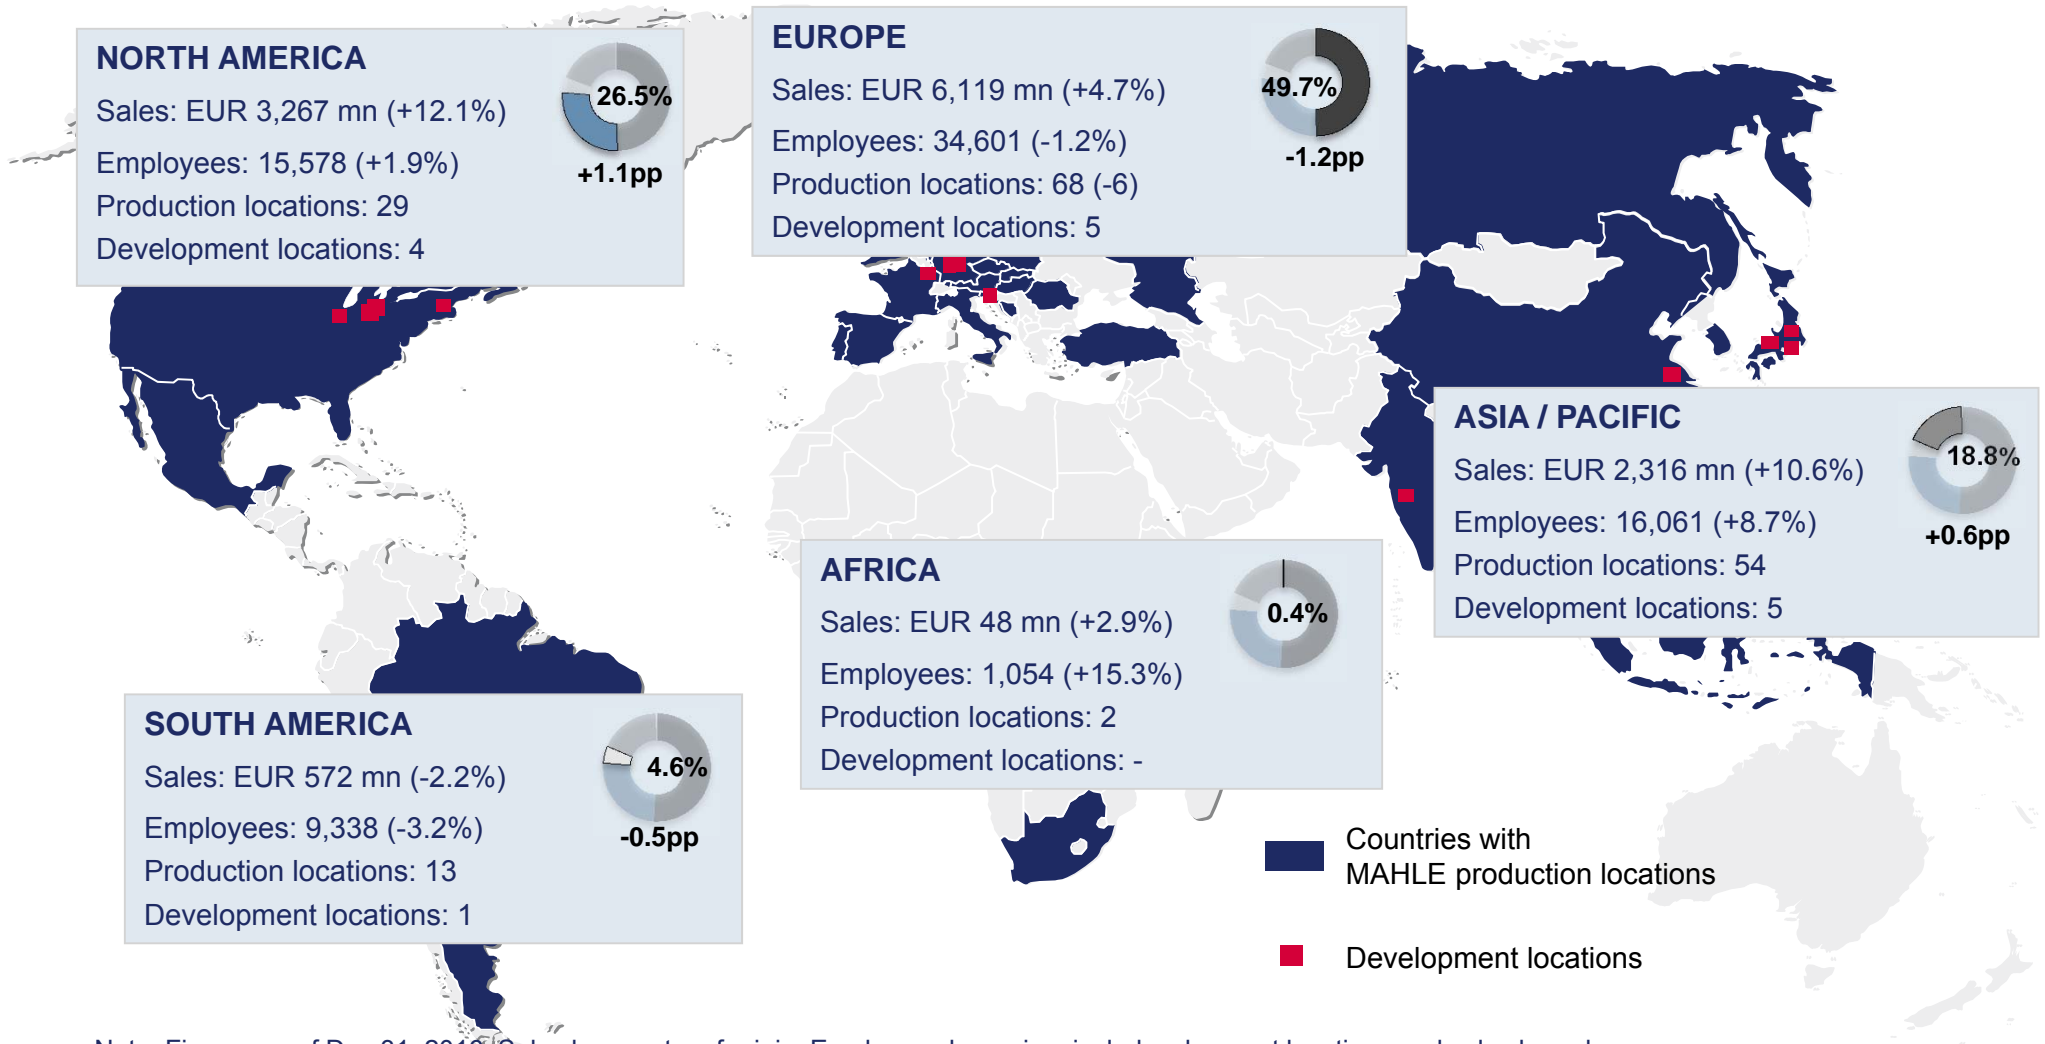 NORTH AMERICA
Sales: EUR 3,267 mn (+12.1%)
Employees: 15,578 (+1.9%)
Production locations: 29
Development locations: 4
26.5%
+1.1pp
EUROPE
Sales: EUR 6,119 mn (+4.7%)
Employees: 34,601 (-1.2%)
Production locations: 68 (-6)
Development locations: 5
49.7%
-1.2pp
ASIA / PACIFIC
Sales: EUR 2,316 mn (+10.6%)
Employees: 16,061 (+8.7%)
Production locations: 54
Development locations: 5
18.8%
+0.6pp
AFRICA
Sales: EUR 48 mn (+2.9%)
Employees: 1,054 (+15.3%)
Production locations: 2
Development locations: -
0.4%
SOUTH AMERICA
Sales: EUR 572 mn (-2.2%)
Employees: 9,338 (-3.2%)
Production locations: 13
Development locations: 1
4.6%
-0.5pp
Countries with
MAHLE production locations
Development locations